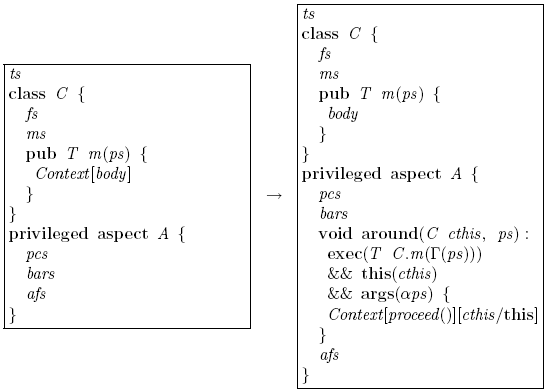 ts
class C {
fs
ms
pub T m(ps) {
Context[body]
}
}
privileged aspect A {
pcs
bars
afs
}
→
ts
class C {
fs
ms
pub T m(ps) {
body
}
}
privileged aspect A {
pcs
bars
void around(C cthis, ps) :
exec(T C.m(Γ(ps)))
&& this(cthis)
&& args(αps) {
Context[proceed()][cthis/this]
}
afs
}